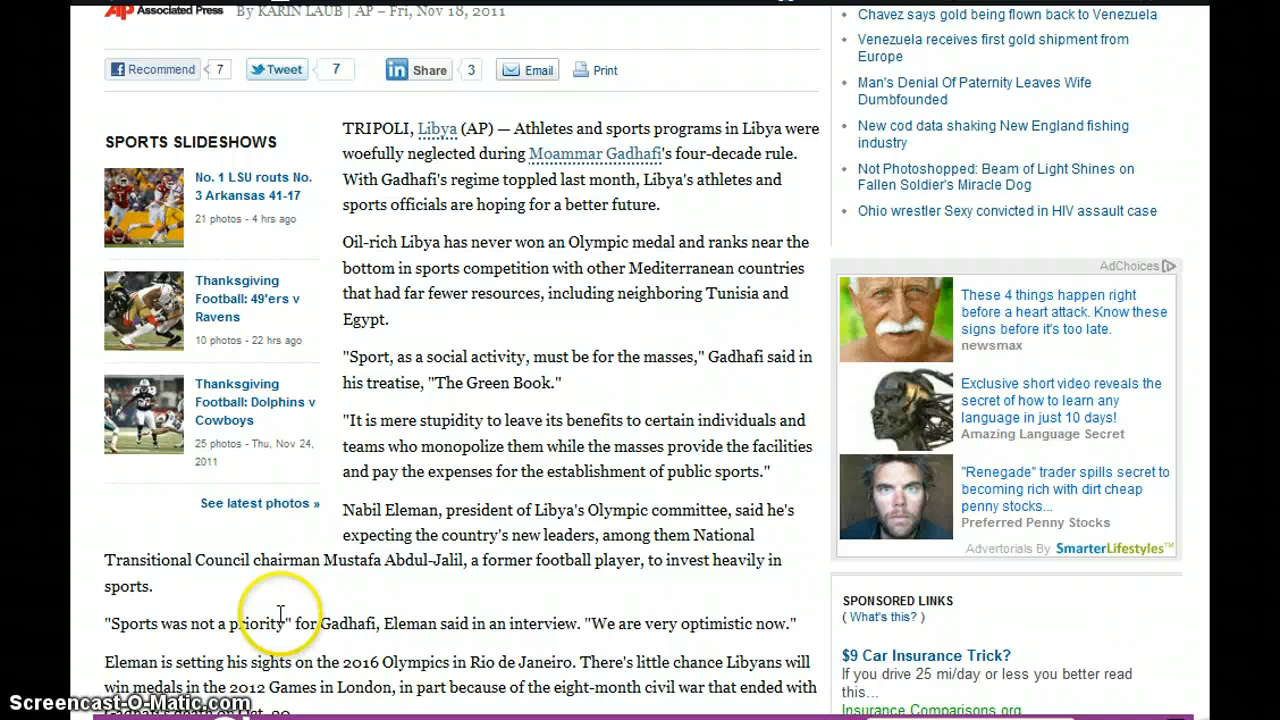 AP Associated Press By KARIN LAUB | AP – Fri, Nov 18, 2011
Recommend 7 Tweet 7 Share 3 Email Print
SPORTS SLIDESHOWS
No. 1 LSU routs No.
3 Arkansas 41-17
21 photos - 4 hrs ago
Thanksgiving
Football: 49'ers v
Ravens
10 photos - 22 hrs ago
Thanksgiving
Football: Dolphins v
Cowboys
25 photos - Thu, Nov 24,
2011
See latest photos »
TRIPOLI, Libya (AP) — Athletes and sports programs in Libya were
woefully neglected during Moammar Gadhafi's four-decade rule.
With Gadhafi's regime toppled last month, Libya's athletes and
sports officials are hoping for a better future.
Oil-rich Libya has never won an Olympic medal and ranks near the
bottom in sports competition with other Mediterranean countries
that had far fewer resources, including neighboring Tunisia and
Egypt.
"Sport, as a social activity, must be for the masses," Gadhafi said in
his treatise, "The Green Book."
"It is mere stupidity to leave its benefits to certain individuals and
teams who monopolize them while the masses provide the facilities
and pay the expenses for the establishment of public sports."
Nabil Eleman, president of Libya's Olympic committee, said he's
expecting the country's new leaders, among them National
Transitional Council chairman Mustafa Abdul-Jalil, a former football player, to invest heavily in
sports.
"Sports was not a priority" for Gadhafi, Eleman said in an interview. "We are very optimistic now."
Eleman is setting his sights on the 2016 Olympics in Rio de Janeiro. There's little chance Libyans will
win medals in the 2012 Games in London, in part because of the eight-month civil war that ended with
Gadhafi's death on Oct. 20
Chavez says gold being flown back to Venezuela
Venezuela receives first gold shipment from
Europe
Man's Denial Of Paternity Leaves Wife
Dumbfounded
New cod data shaking New England fishing
industry
Not Photoshopped: Beam of Light Shines on
Fallen Soldier's Miracle Dog
Ohio wrestler Sexy convicted in HIV assault case
AdChoices
These 4 things happen right
before a heart attack. Know these
signs before it's too late.
newsmax
Exclusive short video reveals the
secret of how to learn any
language in just 10 days!
Amazing Language Secret
"Renegade" trader spills secret to
becoming rich with dirt cheap
penny stocks...
Preferred Penny Stocks
Advertorials By SmarterLifestyles™
SPONSORED LINKS
( What's this? )
$9 Car Insurance Trick?
If you drive 25 mi/day or less you better read
this...
Insurance Comparisons.org
Screencast-O-Matic.com